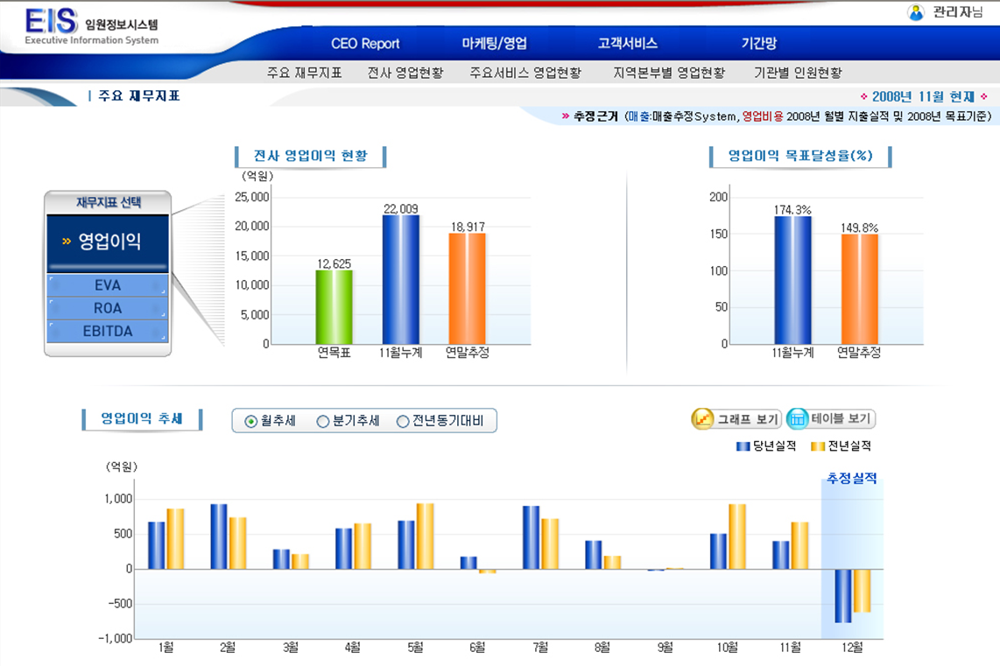 EIS 임원정보시스템
Executive Information System
관리자님
CEO Report 마케팅/영업 고객서비스 기간망
주요 재무지표 전사 영업현황 주요서비스 영업현황 지역본부별 영업현황 기관별 인원현황
주요 재무지표
2008년 11월 현재
» 추정근거 (매출:매출추정System, 영업비용 2008년 월별 지출실적 및 2008년 목표기준)
재무지표 선택
» 영업이익
EVA
ROA
EBITDA
전사 영업이익 현황
(억원)
25,000
20,000
15,000
10,000
5,000
0
12,625
22,009
18,917
연목표 11월누계 연말추정
영업이익 목표달성율(%)
200
150
100
50
0
174.3%
149.8%
11월누계 연말추정
영업이익 추세
월추세 분기추세 전년동기대비
그래프 보기 테이블 보기
당년실적 전년실적
(억원)
추정실적
1,000
500
0
-500
-1,000
1월 2월 3월 4월 5월 6월 7월 8월 9월 10월 11월 12월